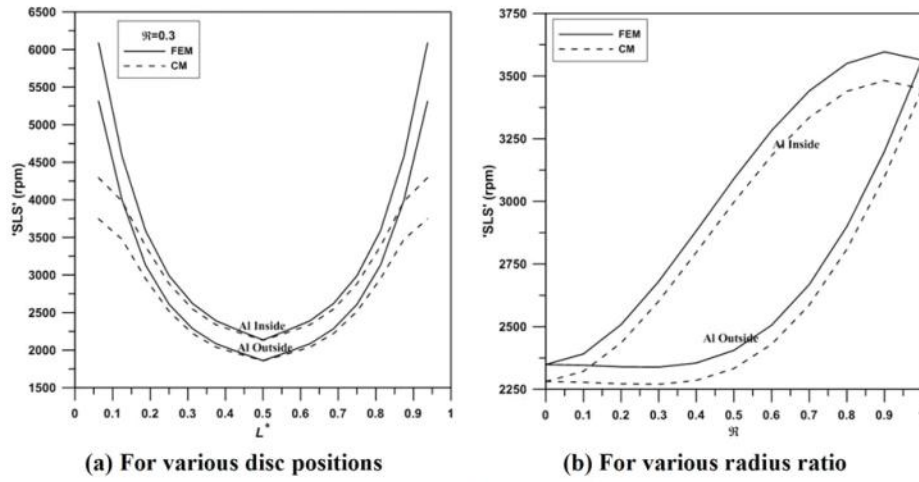 6500
6000
5500
5000
4500
4000
3500
3000
2500
2000
1500
'SLS' (rpm)
ℜ=0.3
FEM
CM
Al Inside
Al Outside
0 0.1 0.2 0.3 0.4 0.5 0.6 0.7 0.8 0.9 1
L*
(a) For various disc positions
3750
3500
3250
3000
2750
2500
2250
'SLS' (rpm)
FEM
CM
Al Inside
Al Outside
0 0.1 0.2 0.3 0.4 0.5 0.6 0.7 0.8 0.9
ℜ
(b) For various radius ratio